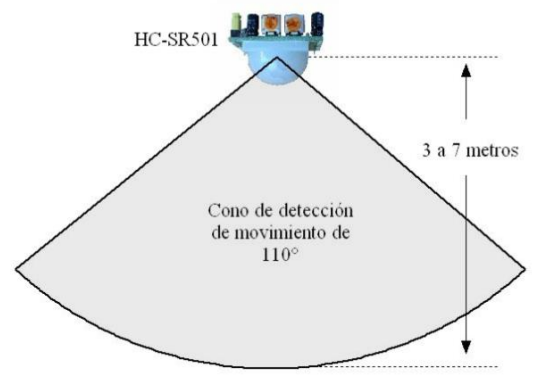 HC-SR501
3 a 7 metros
Cono de detección
de movimiento de
110°